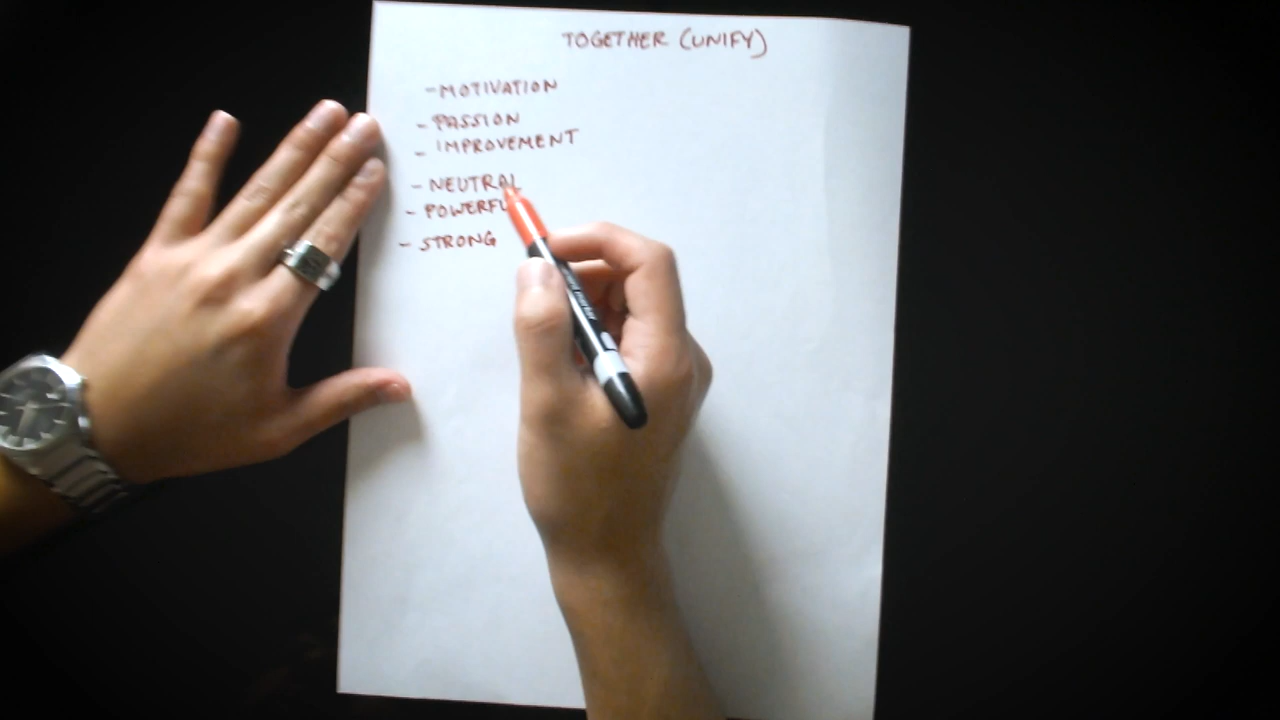 TOGETHER (UNIFY)
- MOTIVATION
- PASSION
- IMPROVEMENT
- NEUTRAL
- POWERFU
- STRONG